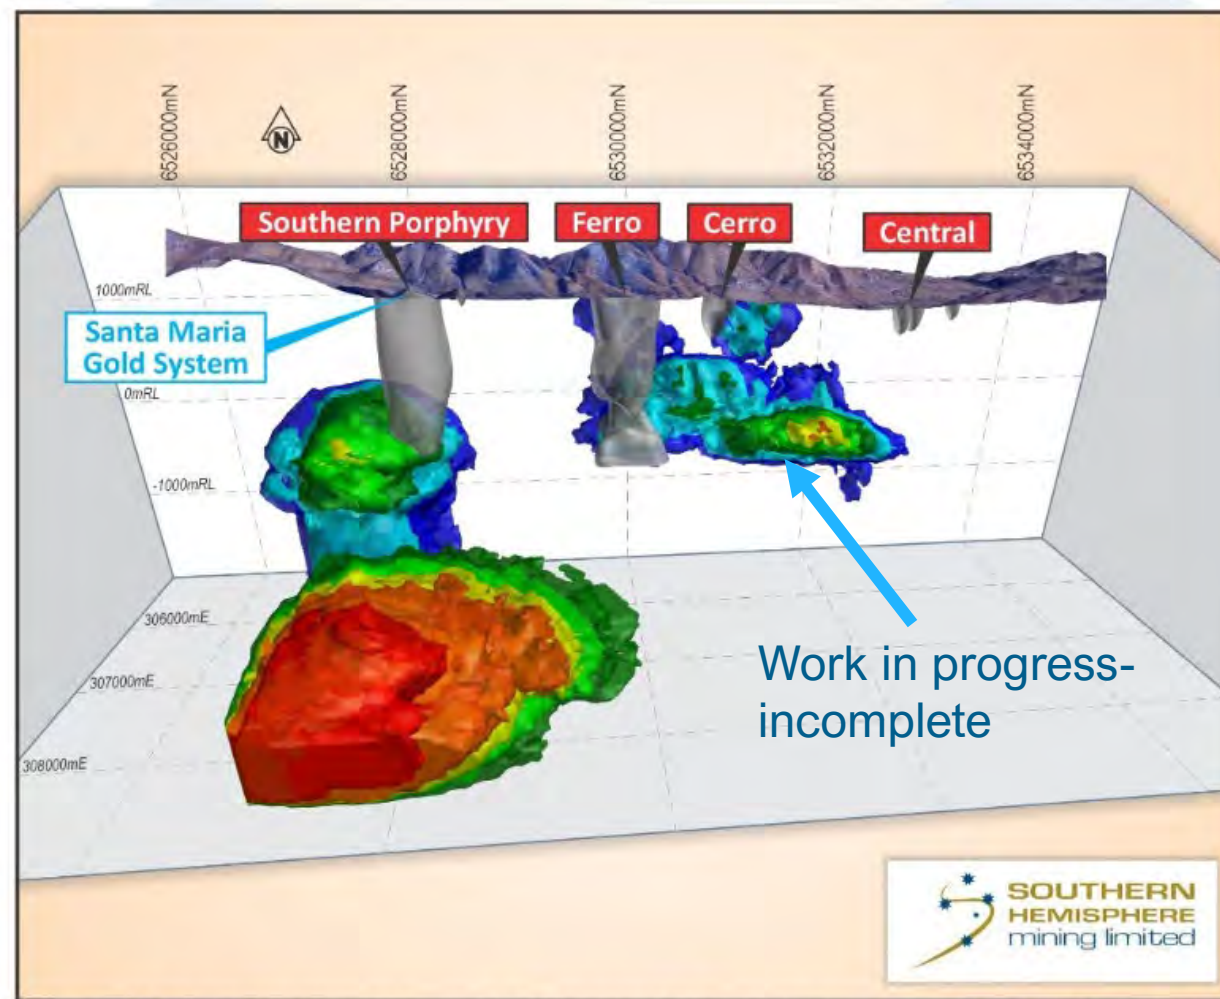 6526000mN
6528000mN
6530000mN
6532000mN
6534000mN
N
Southern Porphyry
Ferro
Cerro
Central
1000mRL
Santa Maria
Gold System
0mRL
-1000mRL
306000mE
307000mE
308000mE
Work in progress-
incomplete
SOUTHERN
HEMISPHERE
mining limited